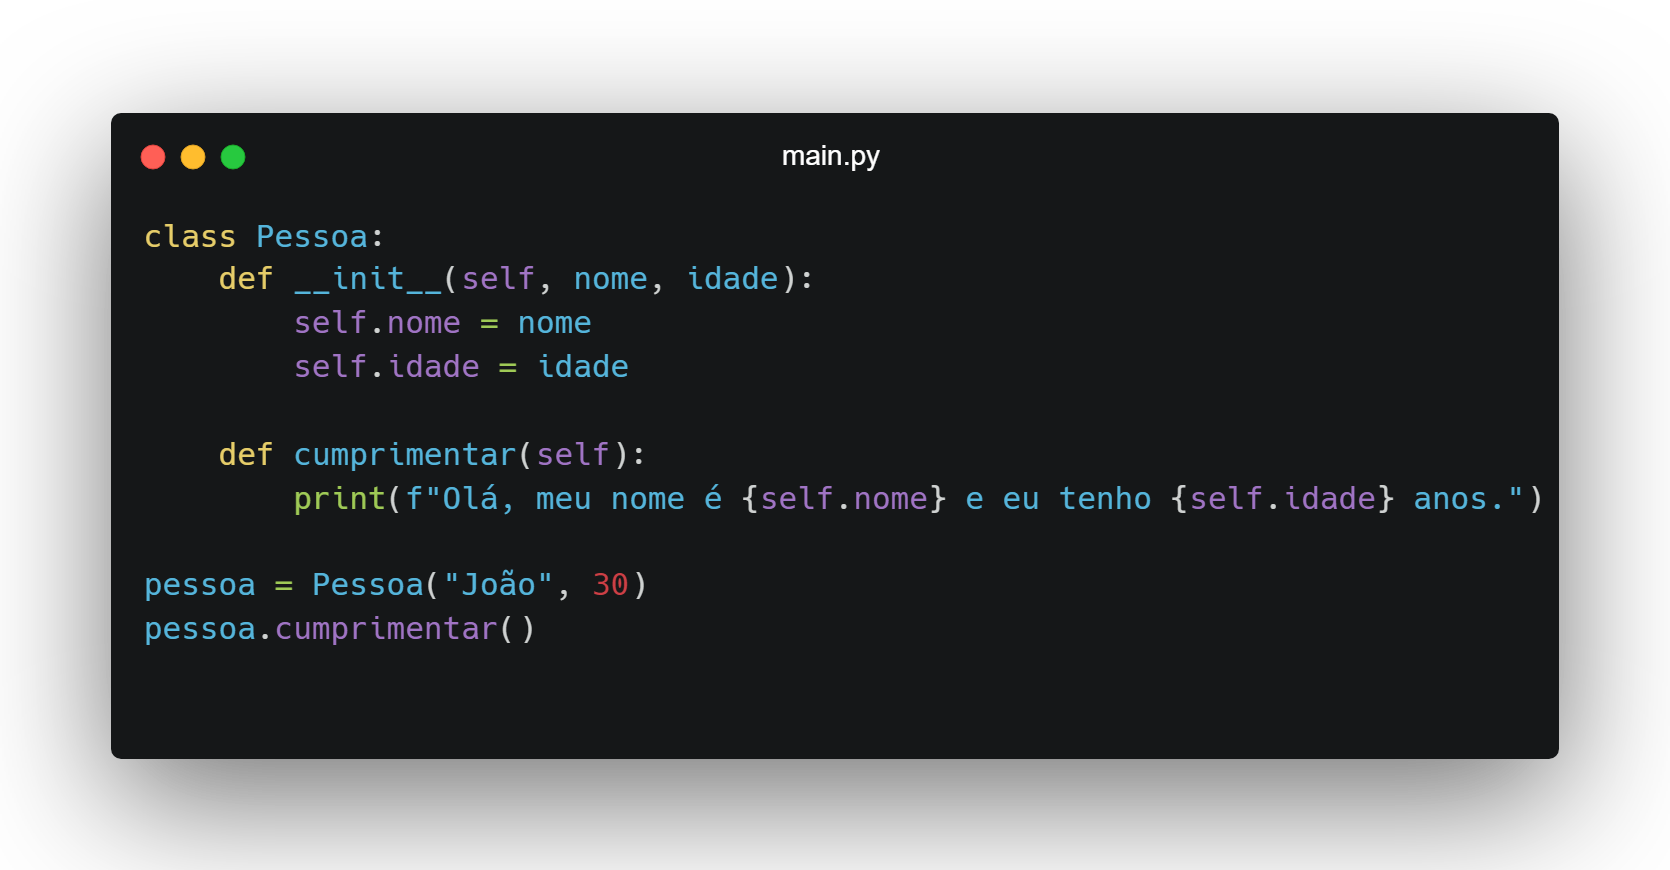 main.py
class Pessoa:
    def __init__(self, nome, idade):
        self.nome = nome
        self.idade = idade
    def cumprimentar(self):
        print(f"Olá, meu nome é {self.nome} e eu tenho {self.idade} anos.")
pessoa = Pessoa("João", 30)
pessoa.cumprimentar()